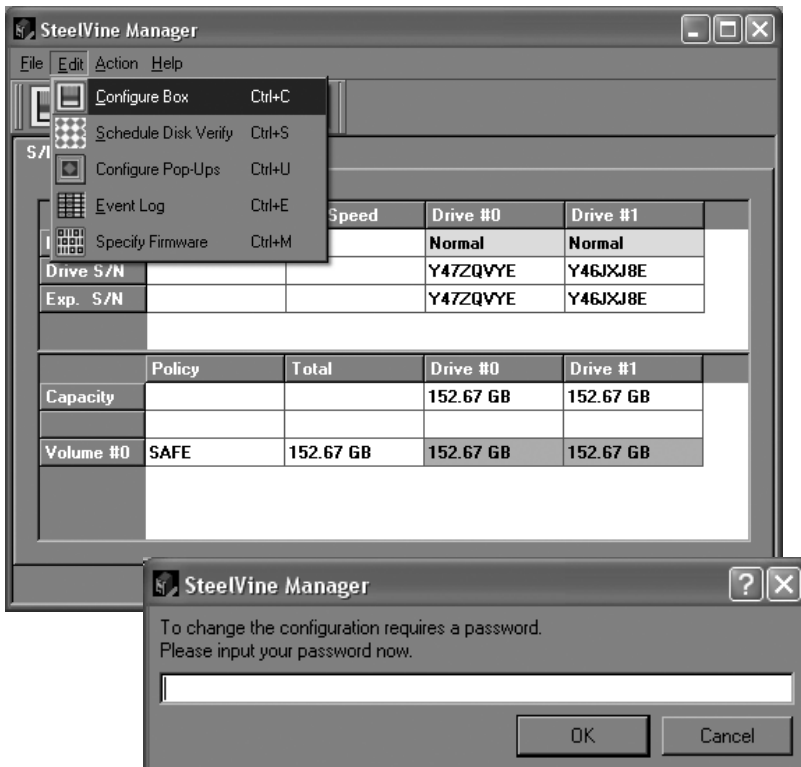 SteelVine Manager
File Edit Action Help
Configure Box Ctrl+C
Schedule Disk Verify Ctrl+S
Configure Pop-Ups Ctrl+U
Event Log Ctrl+E
Specify Firmware Ctrl+M
Speed Drive #0 Drive #1
Normal Normal
Drive S/N Y47ZQVYE Y46JXJ8E
Exp. S/N Y47ZQVYE Y46JXJ8E
Policy Total Drive #0 Drive #1
Capacity 152.67 GB 152.67 GB
Volume #0 SAFE 152.67 GB 152.67 GB 152.67 GB
SteelVine Manager
To change the configuration requires a password.
Please input your password now.
OK Cancel